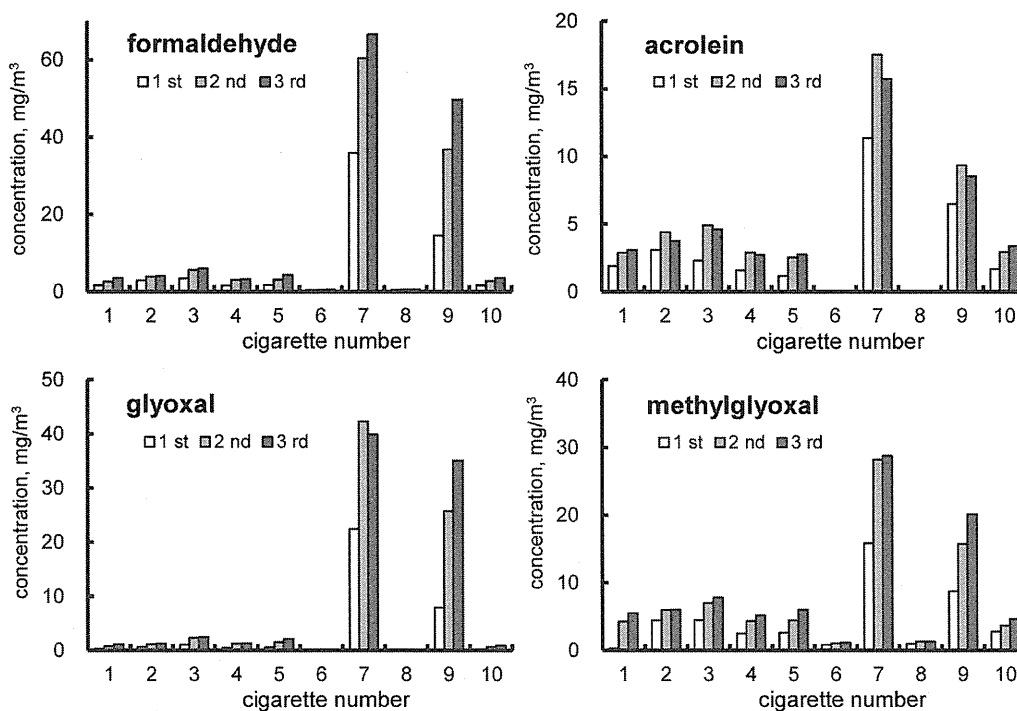 formaldehyde
1 st 2 nd 3 rd
concentration, mg/m³
60
40
20
0
1 2 3 4 5 6 7 8 9 10
cigarette number
acrolein
1 st 2 nd 3 rd
concentration, mg/m³
20
15
10
5
0
1 2 3 4 5 6 7 8 9 10
cigarette number
glyoxal
1 st 2 nd 3 rd
concentration, mg/m³
50
40
30
20
10
0
1 2 3 4 5 6 7 8 9 10
cigarette number
methylglyoxal
1 st 2 nd 3 rd
concentration, mg/m³
40
30
20
10
0
1 2 3 4 5 6 7 8 9 10
cigarette number